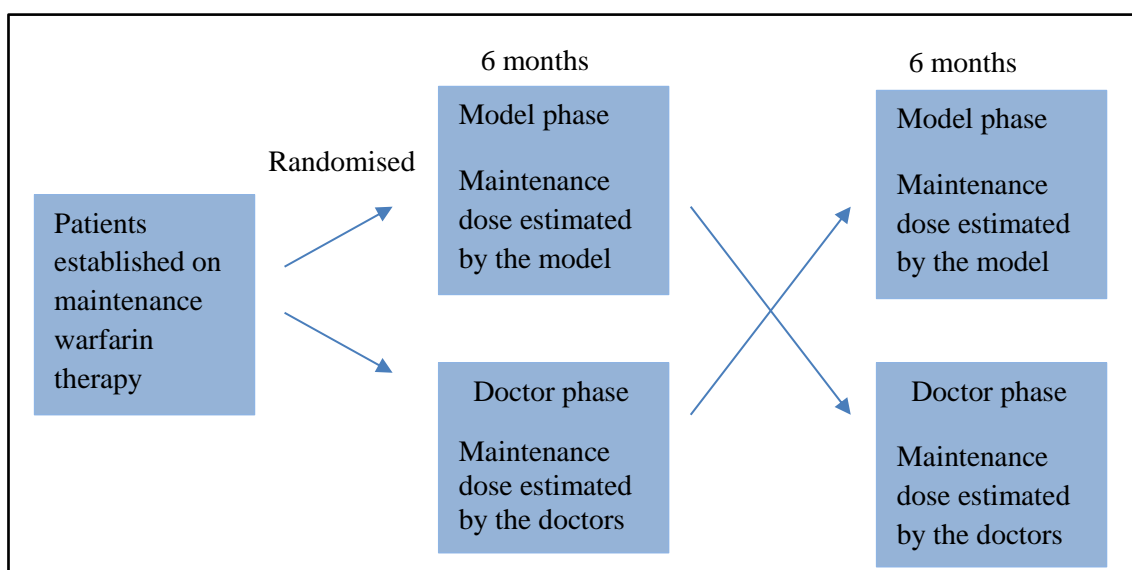 Patients
established on
maintenance
warfarin
therapy
Randomised
6 months
Model phase
Maintenance
dose estimated
by the model
Doctor phase
Maintenance
dose estimated
by the doctors
6 months
Model phase
Maintenance
dose estimated
by the model
Doctor phase
Maintenance
dose estimated
by the doctors